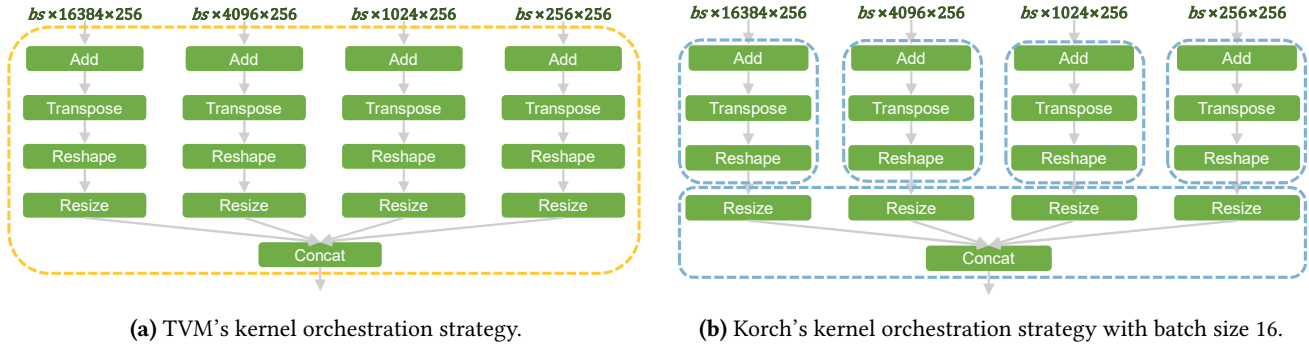 bs×16384×256 bs×4096×256 bs×1024×256 bs×256×256
Add Add Add Add
Transpose Transpose Transpose Transpose
Reshape Reshape Reshape Reshape
Resize Resize Resize Resize
Concat
(a) TVM's kernel orchestration strategy.
bs×16384×256 bs×4096×256 bs×1024×256 bs×256×256
Add Add Add Add
Transpose Transpose Transpose Transpose
Reshape Reshape Reshape Reshape
Resize Resize Resize Resize
Concat
(b) Korch's kernel orchestration strategy with batch size 16.